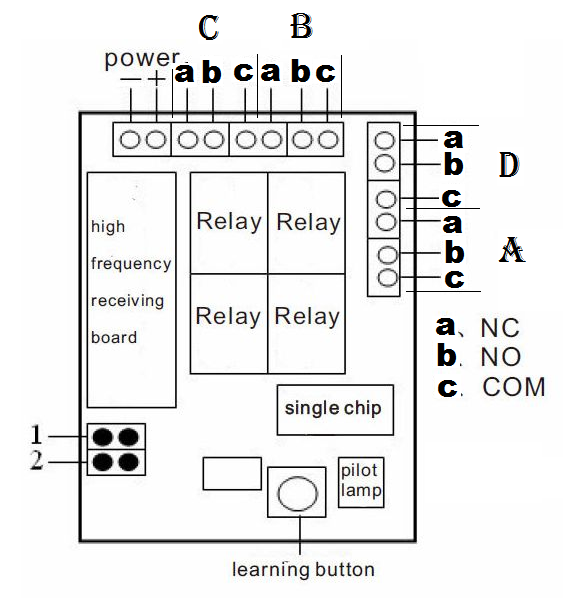 C B
power
− + a b c a b c
a
b D
c
a
b A
c
high
frequency
receiving
board
Relay Relay
Relay Relay
a、NC
b. NO
c. COM
single chip
1
2
pilot
lamp
learning button